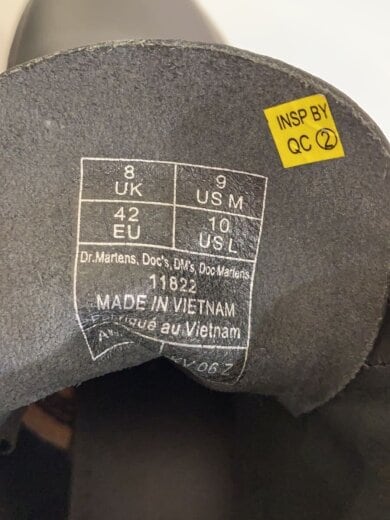 INSP BY
QC ②
8
UK
9
US M
42
EU
10
US L
Dr.Martens, Doc's, DM's, Doc Martens
11822
MADE IN VIETNAM
au Vietnam